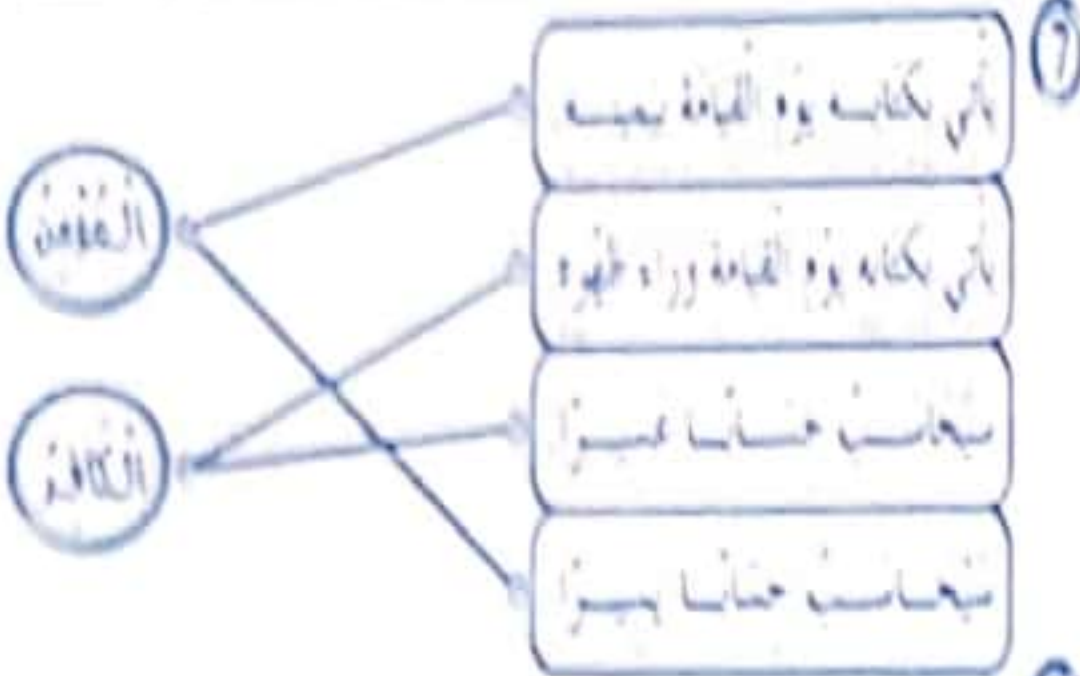 يأتي بكتابه يوم القيامة بيمينه
يأتي بكتابه يوم القيامة وراء ظهره
سيحاسب حسابا عسيرا
سيحاسب حسابا يسيرا
المؤمن
الكافر